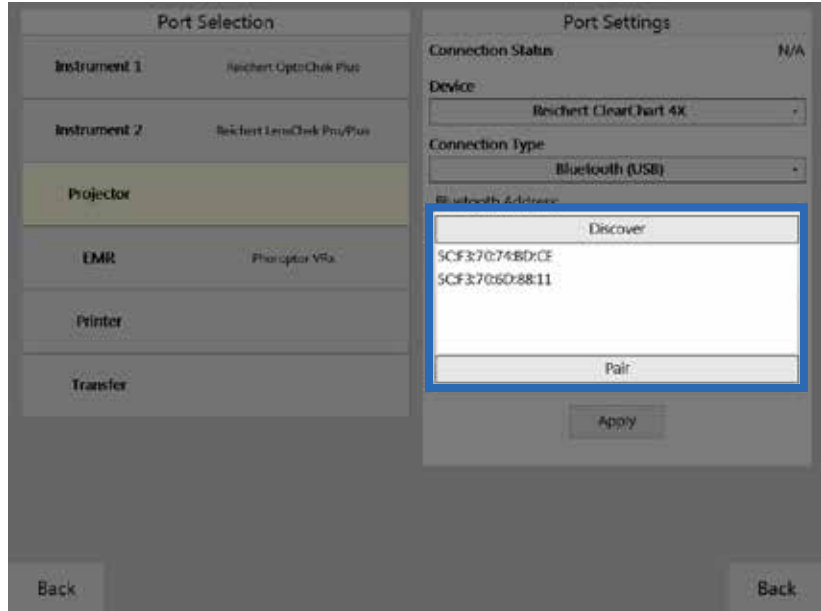 Port Selection
Instrument 1
Reichert OptoChek Plus
Instrument 2
Reichert LensChek Pro/Plus
Projector
EMR
Phoroptor VRx
Printer
Transfer
Back
Port Settings
Connection Status
N/A
Device
Reichert ClearChart 4X
Connection Type
Bluetooth (USB)
Bluetooth Address
Discover
5C:F3:70:74:BD:CE
5C:F3:70:6D:88:11
Pair
Apply
Back